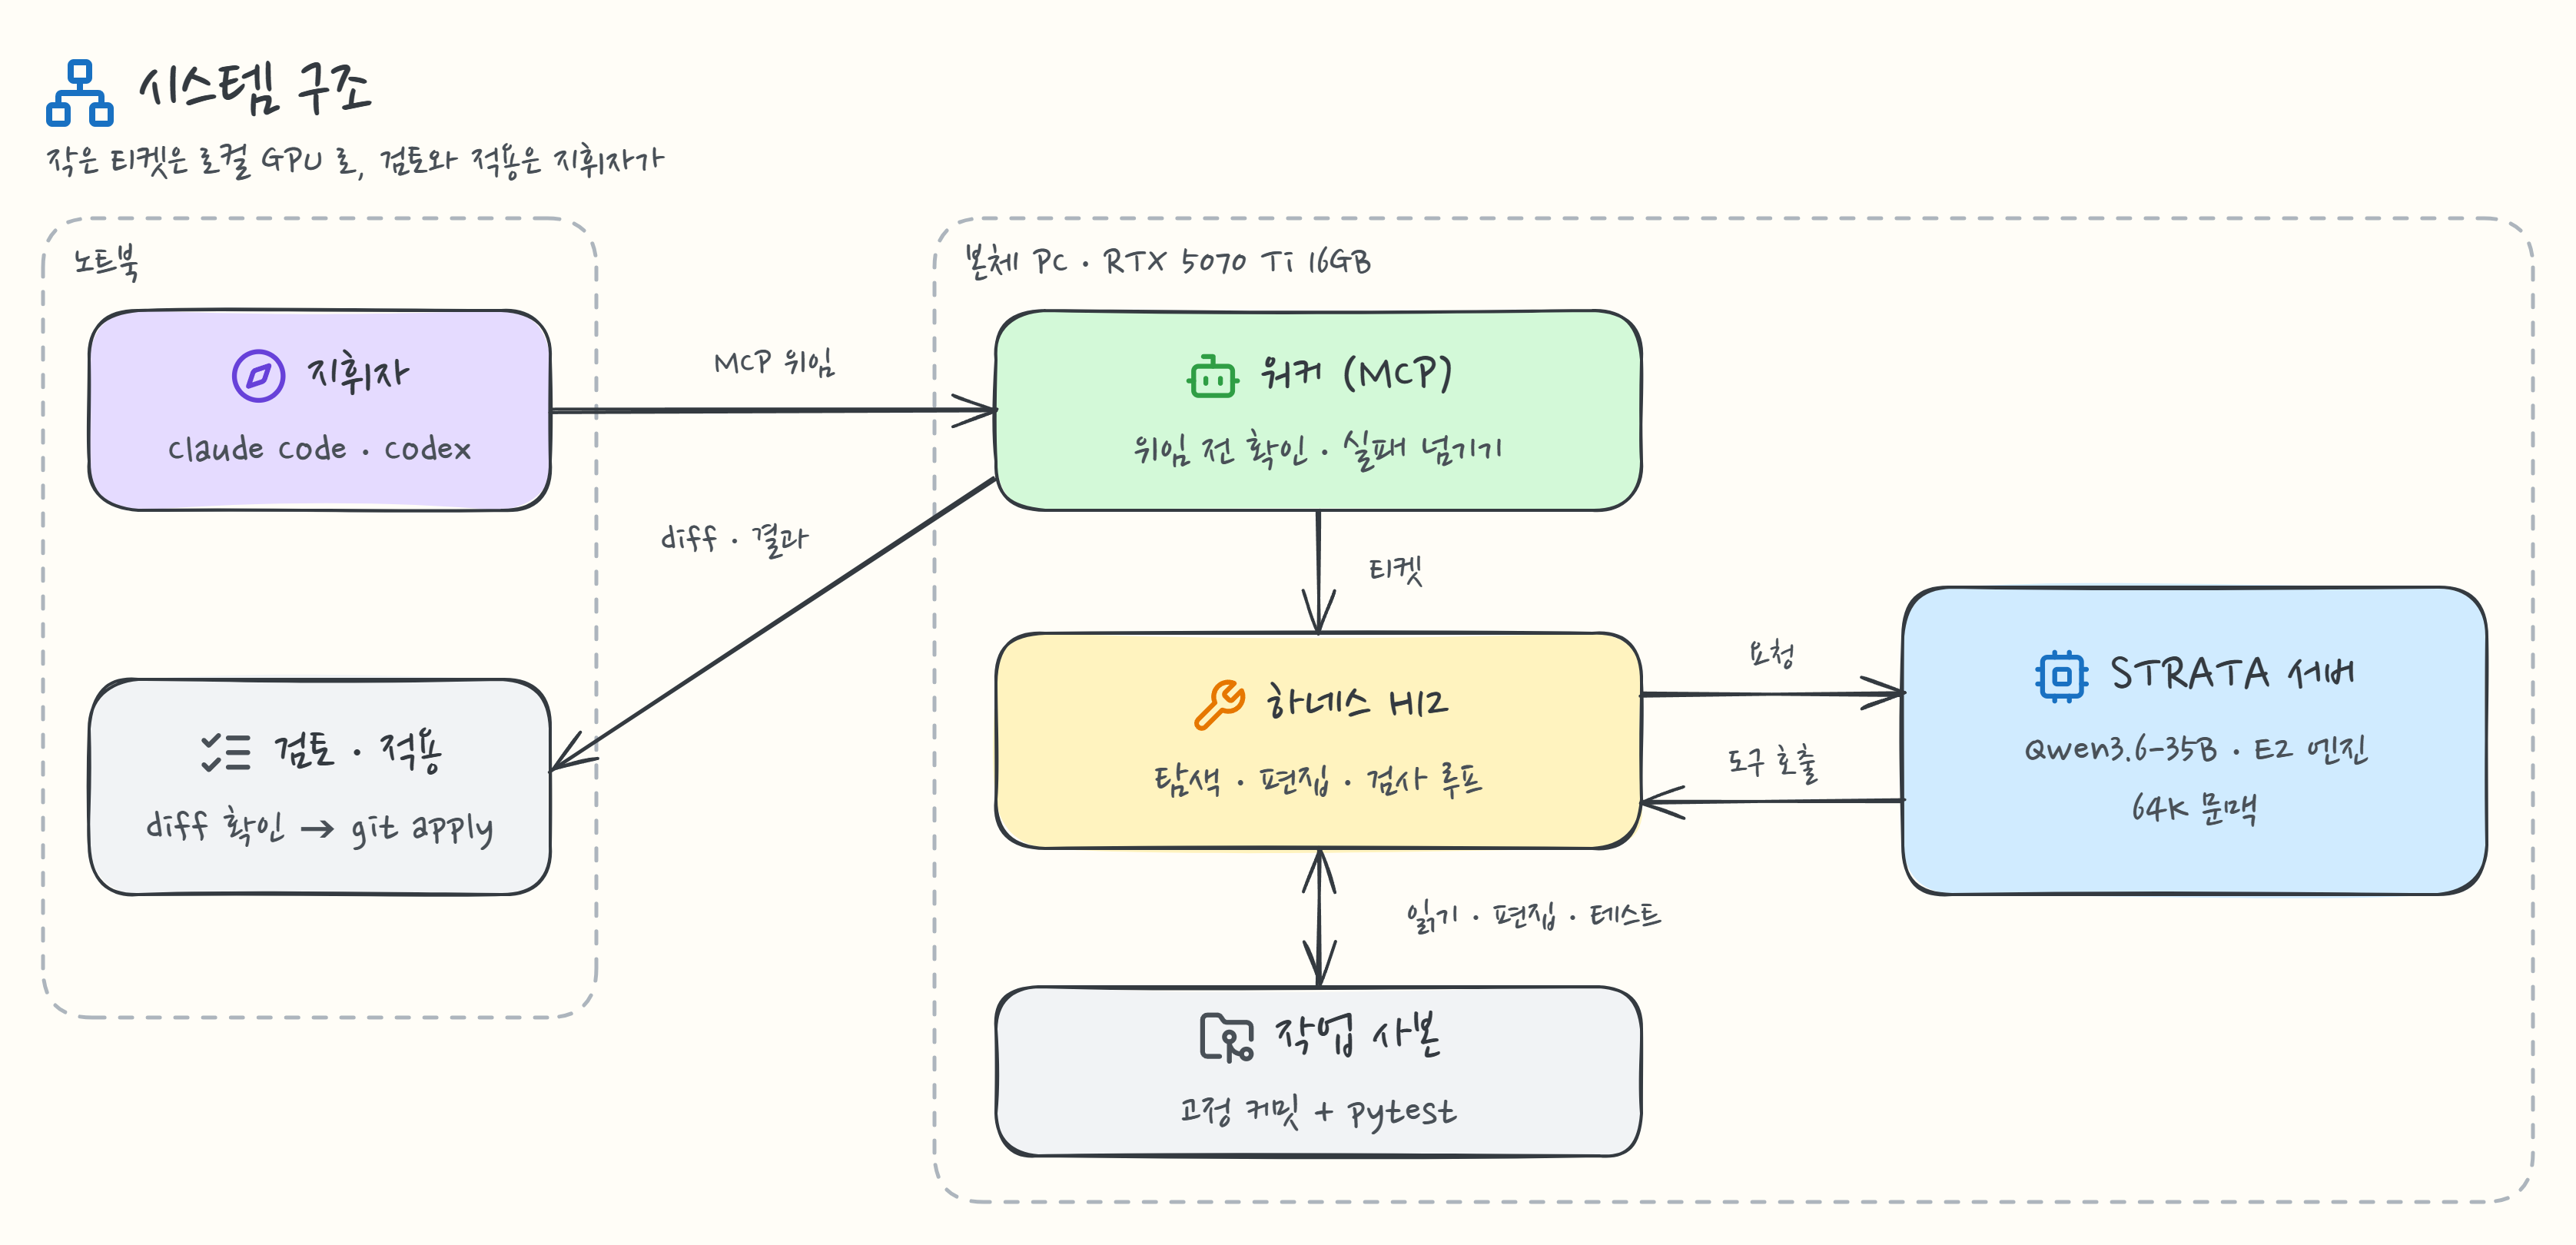 시스템 구조
작은 티켓은 로컬 GPU 로, 검토와 적용은 지휘자가
노트북
지휘자
claude code · codex
검토 · 적용
diff 확인 → git apply
MCP 위임
diff · 결과
본체 PC · RTX 5070 Ti 16GB
워커 (MCP)
위임 전 확인 · 실패 넘기기
티켓
하네스 H12
탐색 · 편집 · 검사 루프
요청
도구 호출
STRATA 서버
Qwen3.6-35B · E2 엔진
64K 문맥
읽기 · 편집 · 테스트
작업 사본
고정 커밋 + pytest